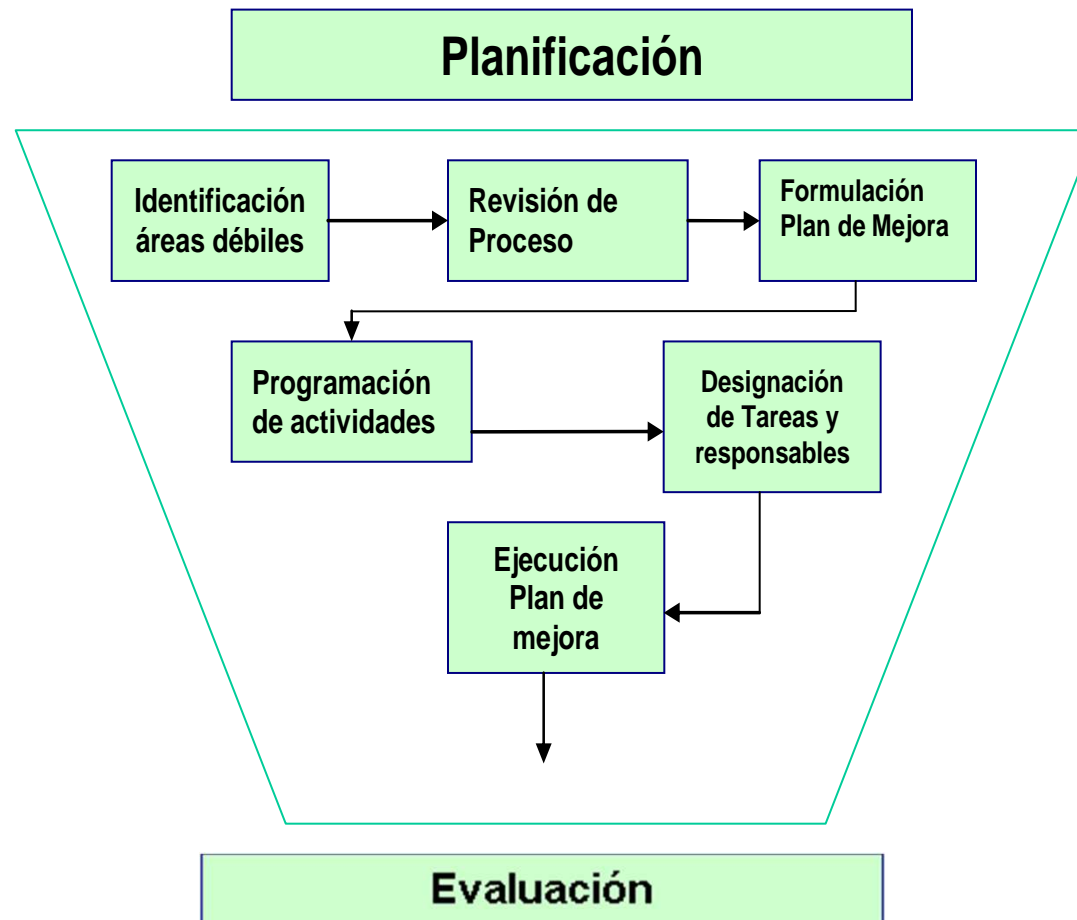 Planificación
Identificación
áreas débiles
Revisión de
Proceso
Formulación
Plan de Mejora
Programación
de actividades
Designación
de Tareas y
responsables
Ejecución
Plan de
mejora
Evaluación